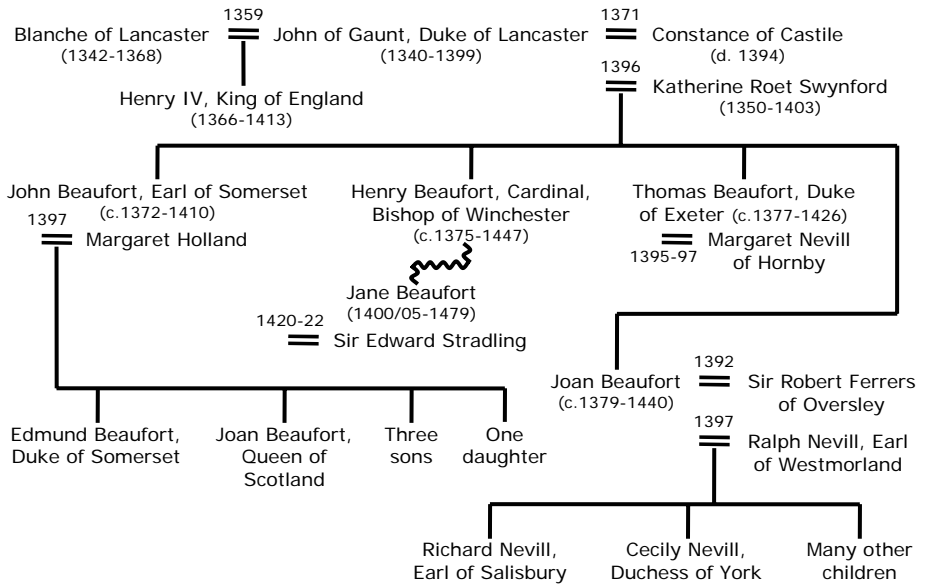 1359
1371
Blanche of Lancaster
John of Gaunt, Duke of Lancaster
Constance of Castile
(1342-1368)
(1340-1399)
(d. 1394)
1396
Katherine Roet Swynford
(1350-1403)
Henry IV, King of England
(1366-1413)
John Beaufort, Earl of Somerset
(c.1372-1410)
1397
Margaret Holland
Henry Beaufort, Cardinal,
Bishop of Winchester
(c.1375-1447)
Thomas Beaufort, Duke
of Exeter (c.1377-1426)
1395-97
Margaret Nevill
of Hornby
Jane Beaufort
(1400/05-1479)
1420-22
Sir Edward Stradling
Joan Beaufort
(c.1379-1440)
1392
Sir Robert Ferrers
of Oversley
1397
Ralph Nevill, Earl
of Westmorland
Edmund Beaufort,
Duke of Somerset
Joan Beaufort,
Queen of
Scotland
Three
sons
One
daughter
Richard Nevill,
Earl of Salisbury
Cecily Nevill,
Duchess of York
Many other
children